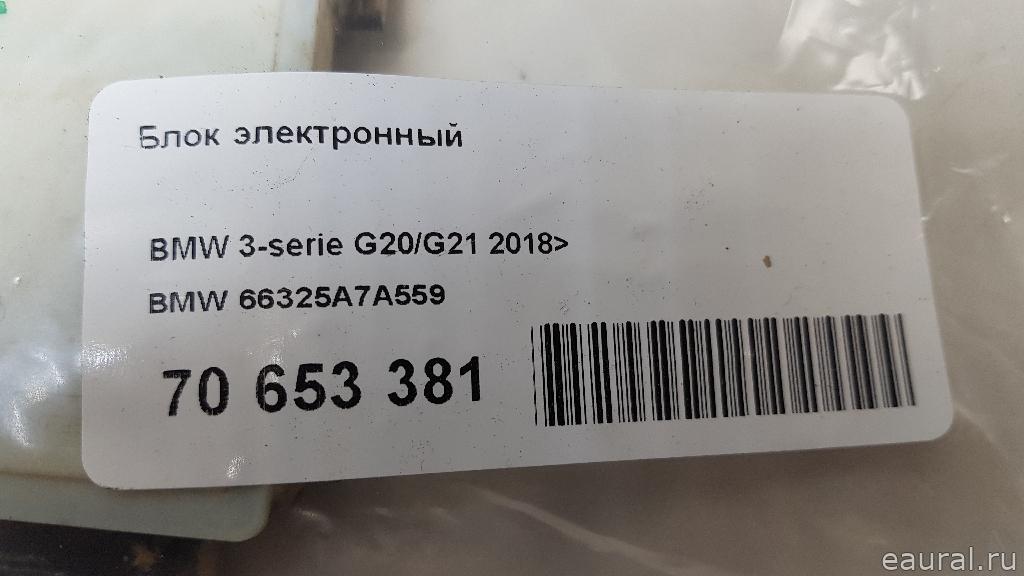 Блок электронный
BMW 3-serie G20/G21 2018>
BMW 66325A7A559
70 653 381
eaural.ru